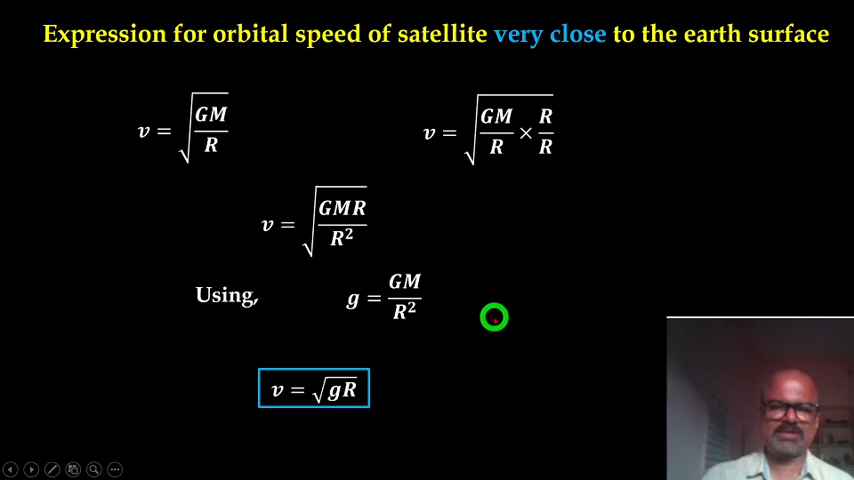 Expression for orbital speed of satellite very close to the earth surface
v = √(GM/R)
v = √(GM/R × R/R)
v = √(GMR/R²)
Using, g = GM/R²
v = √gR